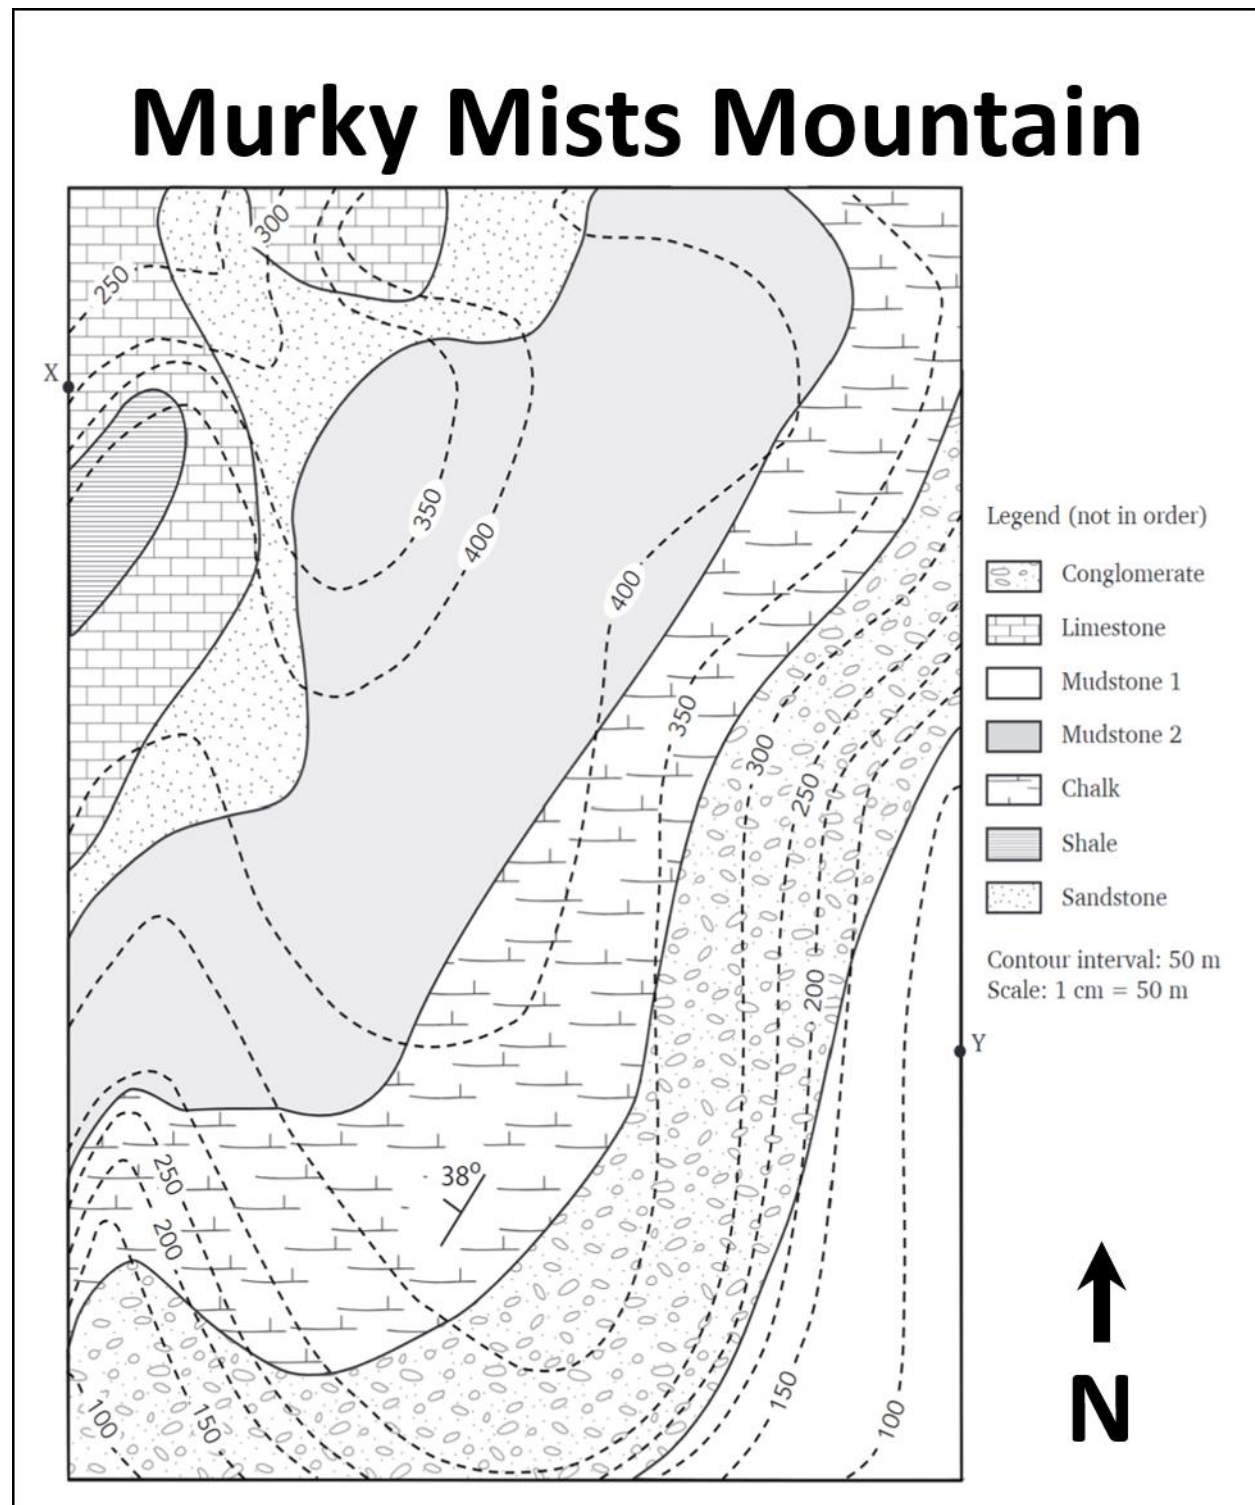 Murky Mists Mountain
300
250
X
350
400
400
350
300
250
200
Y
38°
250
200
100
150
150
100
Legend (not in order)
Conglomerate
Limestone
Mudstone 1
Mudstone 2
Chalk
Shale
Sandstone
Contour interval: 50 m
Scale: 1 cm = 50 m
N